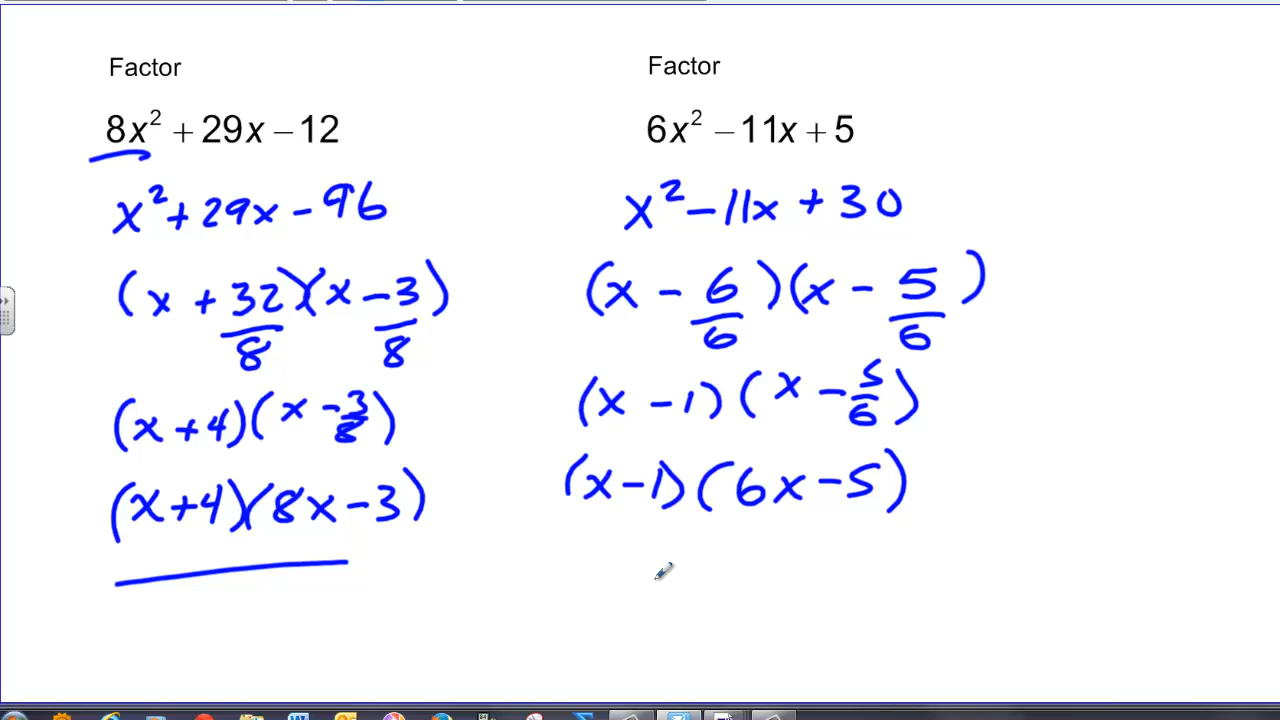 Factor
8x² + 29x − 12
x² + 29x − 96
(x + 32/8)(x − 3/8)
(x + 4)(x − 3/8)
(x + 4)(8x − 3)
Factor
6x² − 11x + 5
x² − 11x + 30
(x − 6/6)(x − 5/6)
(x − 1)(x − 5/6)
(x − 1)(6x − 5)